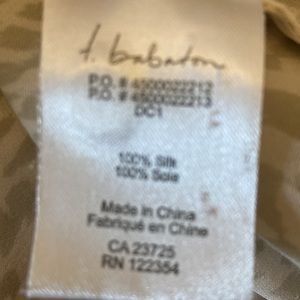 f. babaton
P.O. # 4500022212
P.O. # 4500022213
DC1
100% Silk
100% Soie
Made in China
Fabriqué en Chine
CA 23725
RN 122354